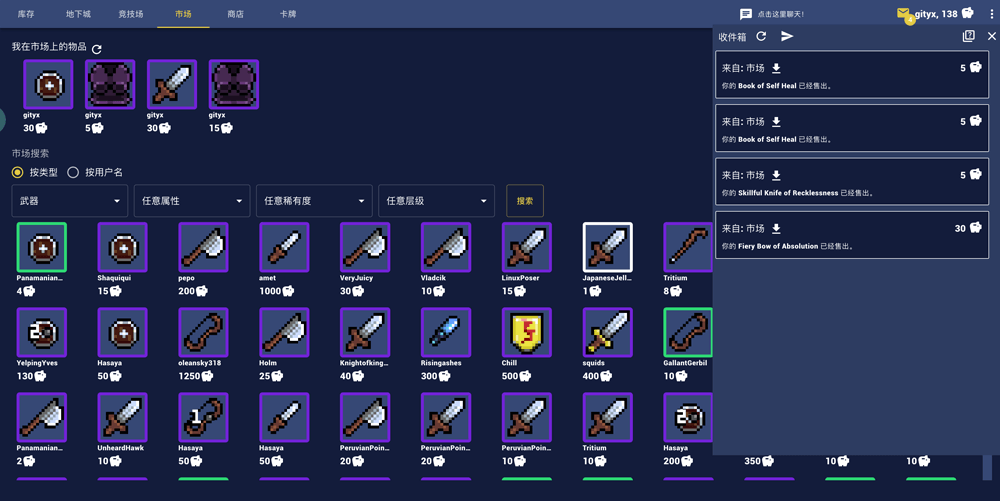 库存 地下城 竞技场 市场 商店 卡牌 点击这里聊天! gityx, 138
4
我在市场上的物品
gityx gityx gityx gityx
30 5 30 15
市场搜索
按类型 按用户名
武器 任意属性 任意稀有度 任意层级 搜索
Panamanian... Shaquiqui pepo amet VeryJuicy Vladcik LinuxPoser JapaneseJell... Tritium
4 15 200 1000 30 10 15 1 8
2
YelpingYves Hasaya oleansky318 Holm Knightofking... Risingashes Chill squids GallantGerbil
130 50 1250 25 40 300 500 400 10
1 2
Panamanian... UnheardHawk Hasaya Hasaya PeruvianPoin... PeruvianPoin... PeruvianPoin... Tritium Hasaya
2 10 50 50 20 20 10 10 200 350 10 10
收件箱
来自: 市场 5
你的 Book of Self Heal 已经售出。
来自: 市场 5
你的 Book of Self Heal 已经售出。
来自: 市场 5
你的 Skillful Knife of Recklessness 已经售出。
来自: 市场 30
你的 Fiery Bow of Absolution 已经售出。